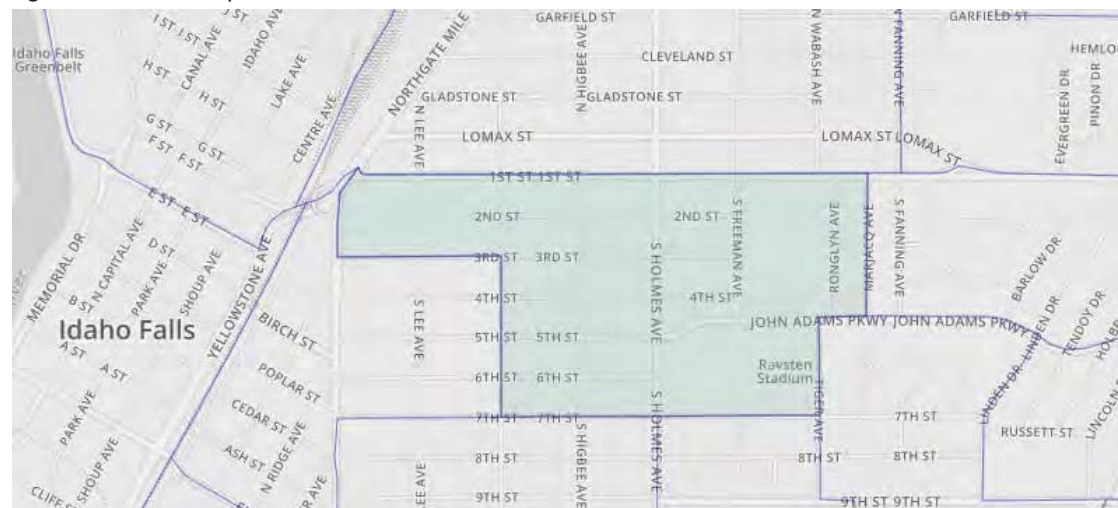 GARFIELD ST
GARFIELD ST
J ST
I ST I ST
CANAL AVE
IDAHO AVE
N HIGBEE AVE
N WABASH AVE
N FANNING AVE
Idaho Falls
Greenbelt
H ST
LAKE AVE
NORTHGATE MILE
CLEVELAND ST
EVERGREEN DR
PINON DR
H ST
GLADSTONE ST
GLADSTONE ST
G ST
G ST
F ST F ST
CENTRE AVE
N LEE AVE
LOMAX ST
LOMAX ST LOMAX ST
1ST ST 1ST ST
E ST E ST
2ND ST
2ND ST
S FREEMAN AVE
RONGLYN AVE
MARJACQ AVE
S FANNING AVE
MEMORIAL DR
N CAPITAL AVE
D ST
PARK AVE
SHOUP AVE
YELLOWSTONE AVE
3RD ST
3RD ST
S HOLMES AVE
BARLOW DR
B ST
4TH ST
4TH ST
Idaho Falls
BIRCH ST
S LEE AVE
5TH ST
5TH ST
JOHN ADAMS PKWY JOHN ADAMS PKWY
LINDEN DR
TENDOY DR
A ST
A ST
POPLAR ST
6TH ST
6TH ST
Ravsten
Stadium
TIGER AVE
LINDEN DR
LINCOLN
PARK AVE
CEDAR ST
7TH ST
7TH ST
S HOLMES AVE
7TH ST
RUSSETT ST
SHOUP AVE
ASH ST
N RIDGE AVE
S HIGBEE AVE
8TH ST
8TH ST
8TH ST
LEE AVE
9TH ST
9TH ST 9TH ST